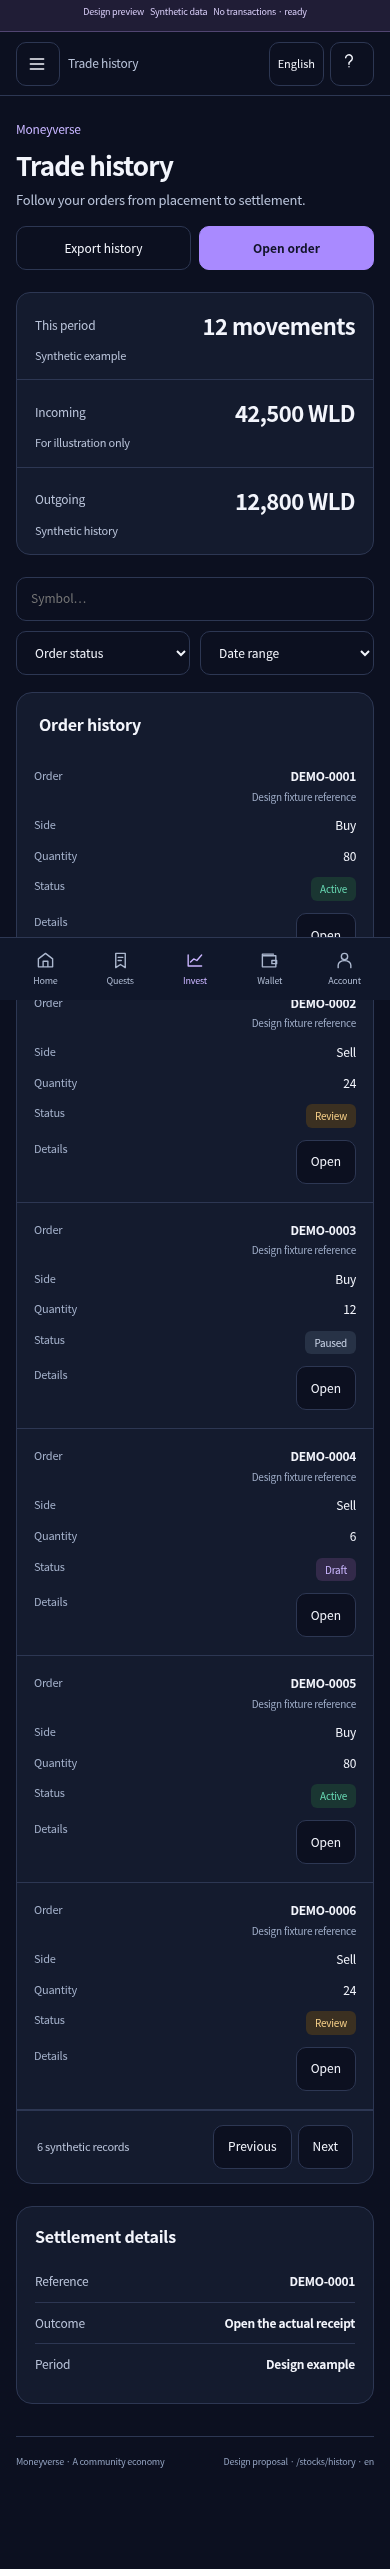 Design preview Synthetic data No transactions · ready
Trade history
English
?
Moneyverse
Trade history
Follow your orders from placement to settlement.
Export history
Open order
This period
12 movements
Synthetic example
Incoming
42,500 WLD
For illustration only
Outgoing
12,800 WLD
Synthetic history
Symbol...
Order status
Date range
Order history
Order
DEMO-0001
Design fixture reference
Side
Buy
Quantity
80
Status
Active
Details
Open
Home
Quests
Invest
Wallet
Account
Order
DEMO-0002
Design fixture reference
Side
Sell
Quantity
24
Status
Review
Details
Open
Order
DEMO-0003
Design fixture reference
Side
Buy
Quantity
12
Status
Paused
Details
Open
Order
DEMO-0004
Design fixture reference
Side
Sell
Quantity
6
Status
Draft
Details
Open
Order
DEMO-0005
Design fixture reference
Side
Buy
Quantity
80
Status
Active
Details
Open
Order
DEMO-0006
Design fixture reference
Side
Sell
Quantity
24
Status
Review
Details
Open
6 synthetic records
Previous
Next
Settlement details
Reference
DEMO-0001
Outcome
Open the actual receipt
Period
Design example
Moneyverse · A community economy
Design proposal · /stocks/history · en